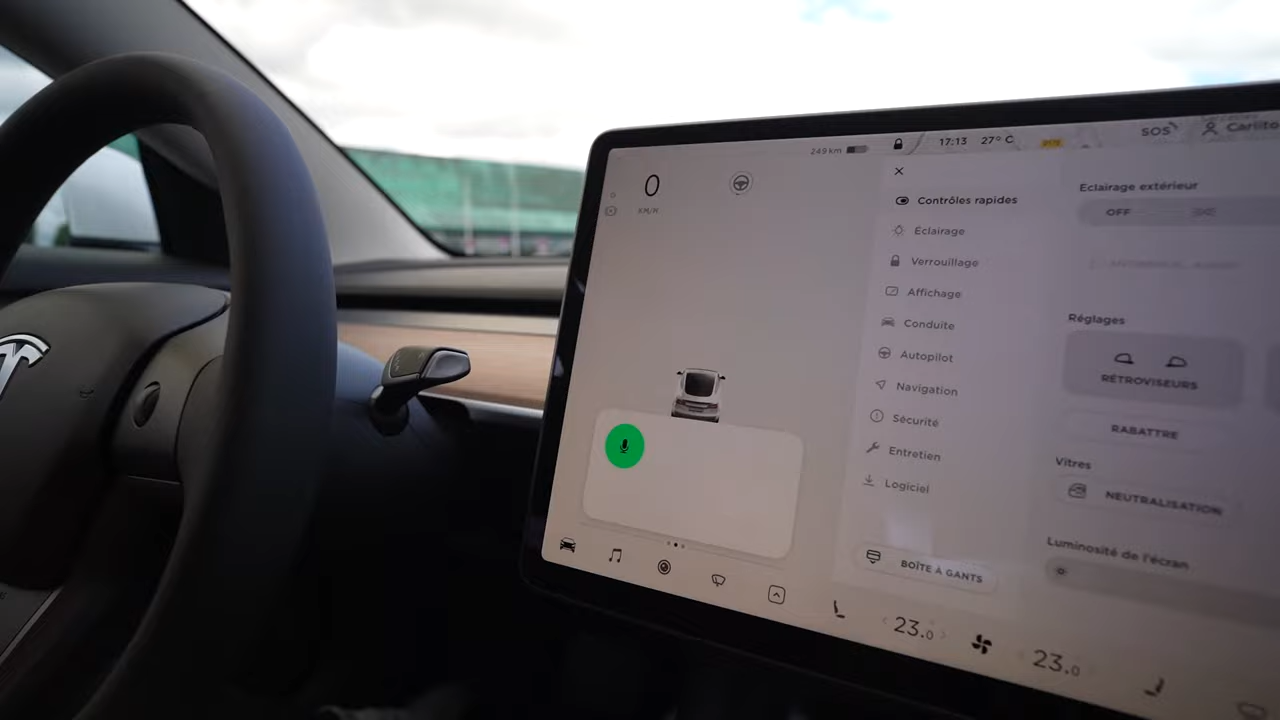 249 km
17:13 27° C
SOS
Carlito
0
KM/H
Contrôles rapides
Éclairage
Verrouillage
Affichage
Conduite
Autopilot
Navigation
Sécurité
Entretien
Logiciel
BOÎTE À GANTS
Eclairage extérieur
OFF
Réglages
RÉTROVISEURS
RABATTRE
Vitres
NEUTRALISATION
Luminosité de l'écran
23.0
23.0